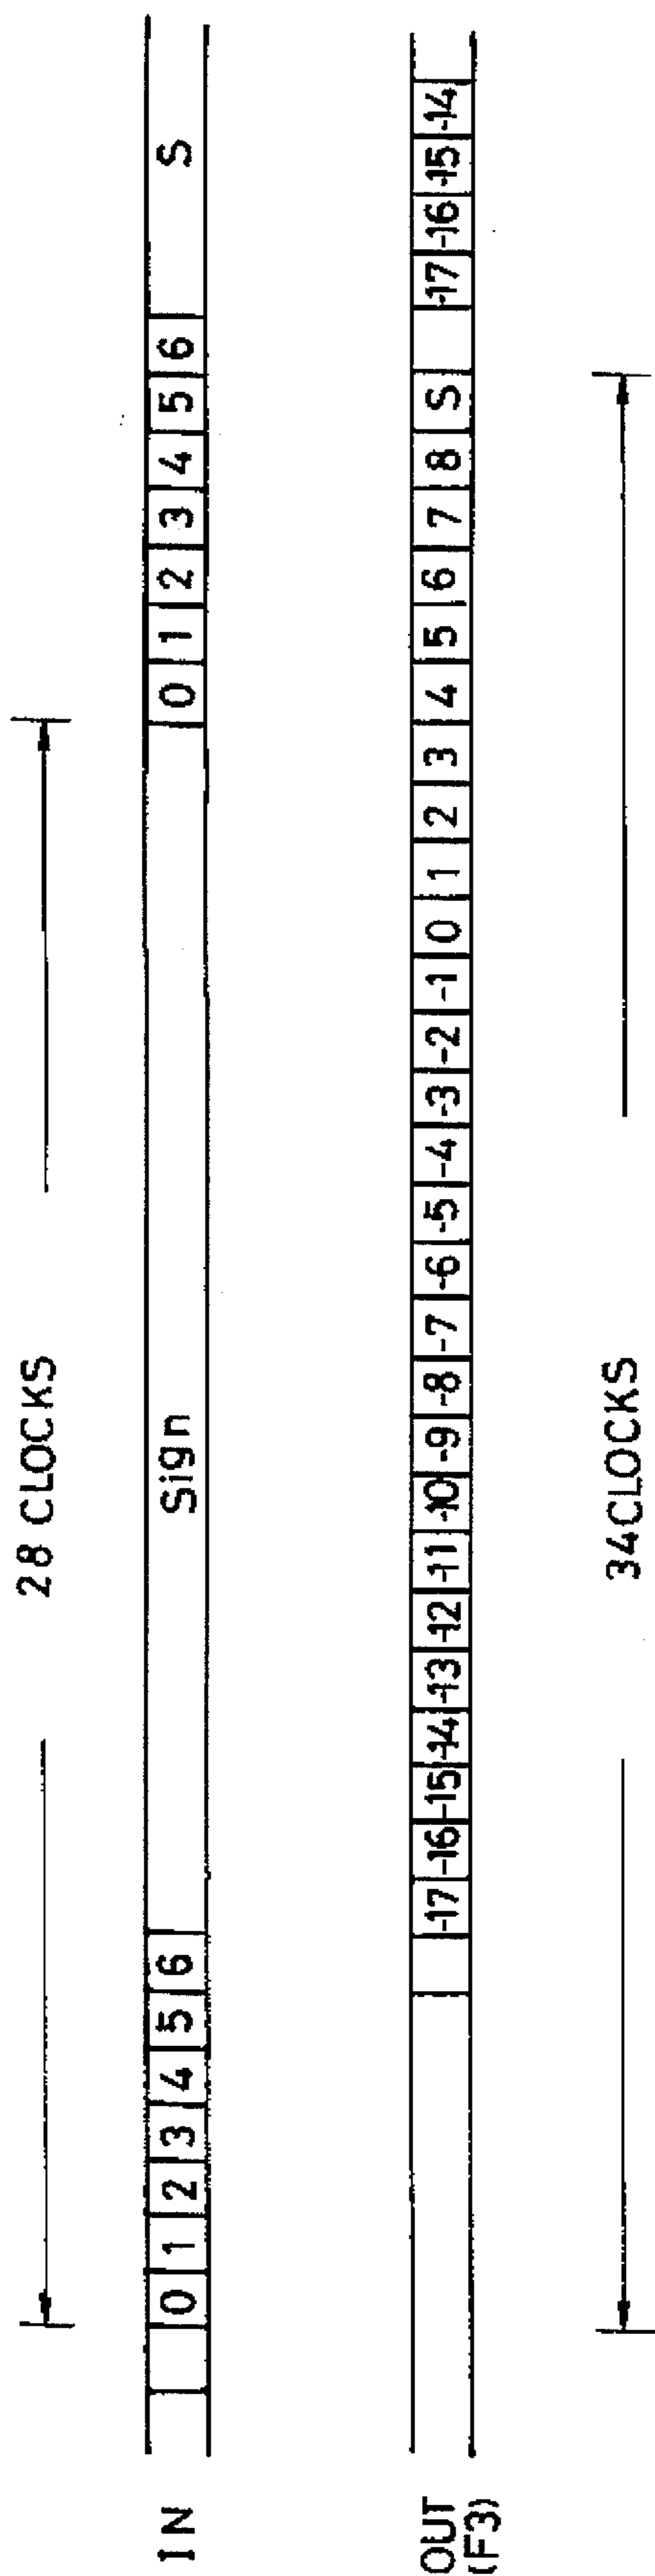 28 CLOCKS
IN 0 1 2 3 4 5 6 Sign 0 1 2 3 4 5 6 S
OUT -17 -16 -15 -14 -13 -12 -11 -10 -9 -8 -7 -6 -5 -4 -3 -2 -1 0 1 2 3 4 5 6 7 8 S -17 -16 -15 -14
(F3)
34CLOCKS